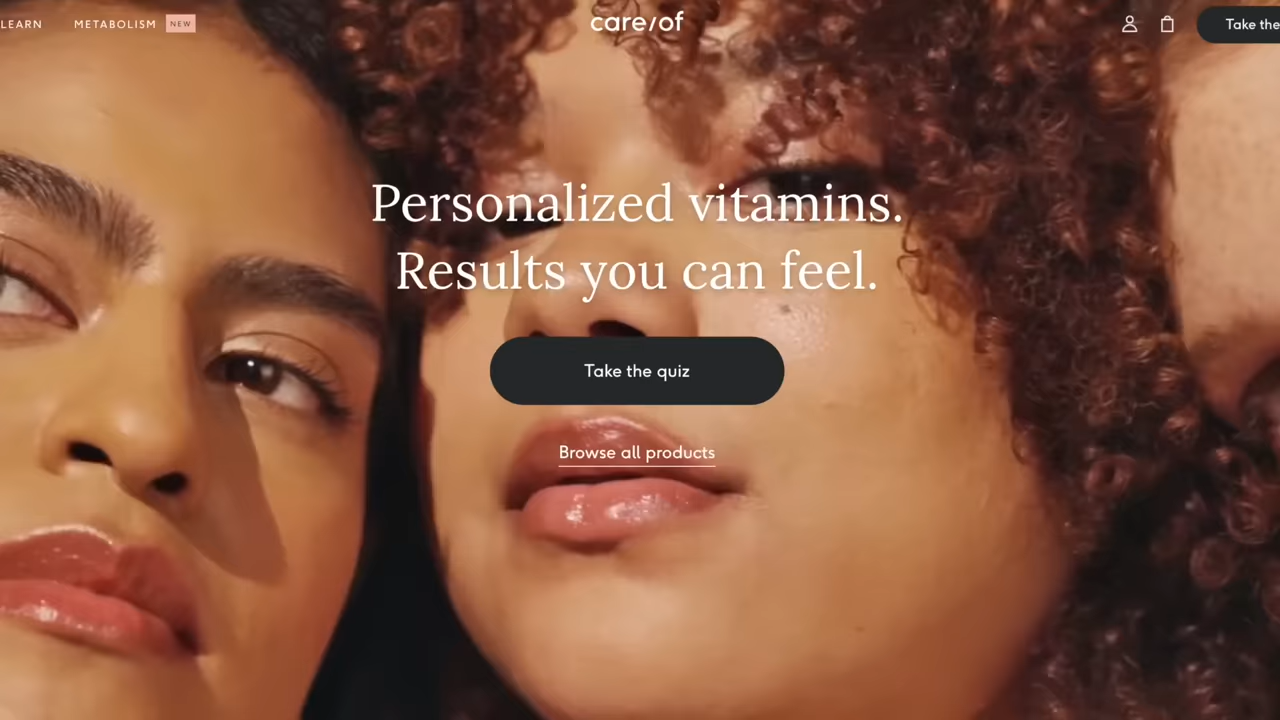 LEARN METABOLISM NEW care/of Take the
Personalized vitamins.
Results you can feel.
Take the quiz
Browse all products